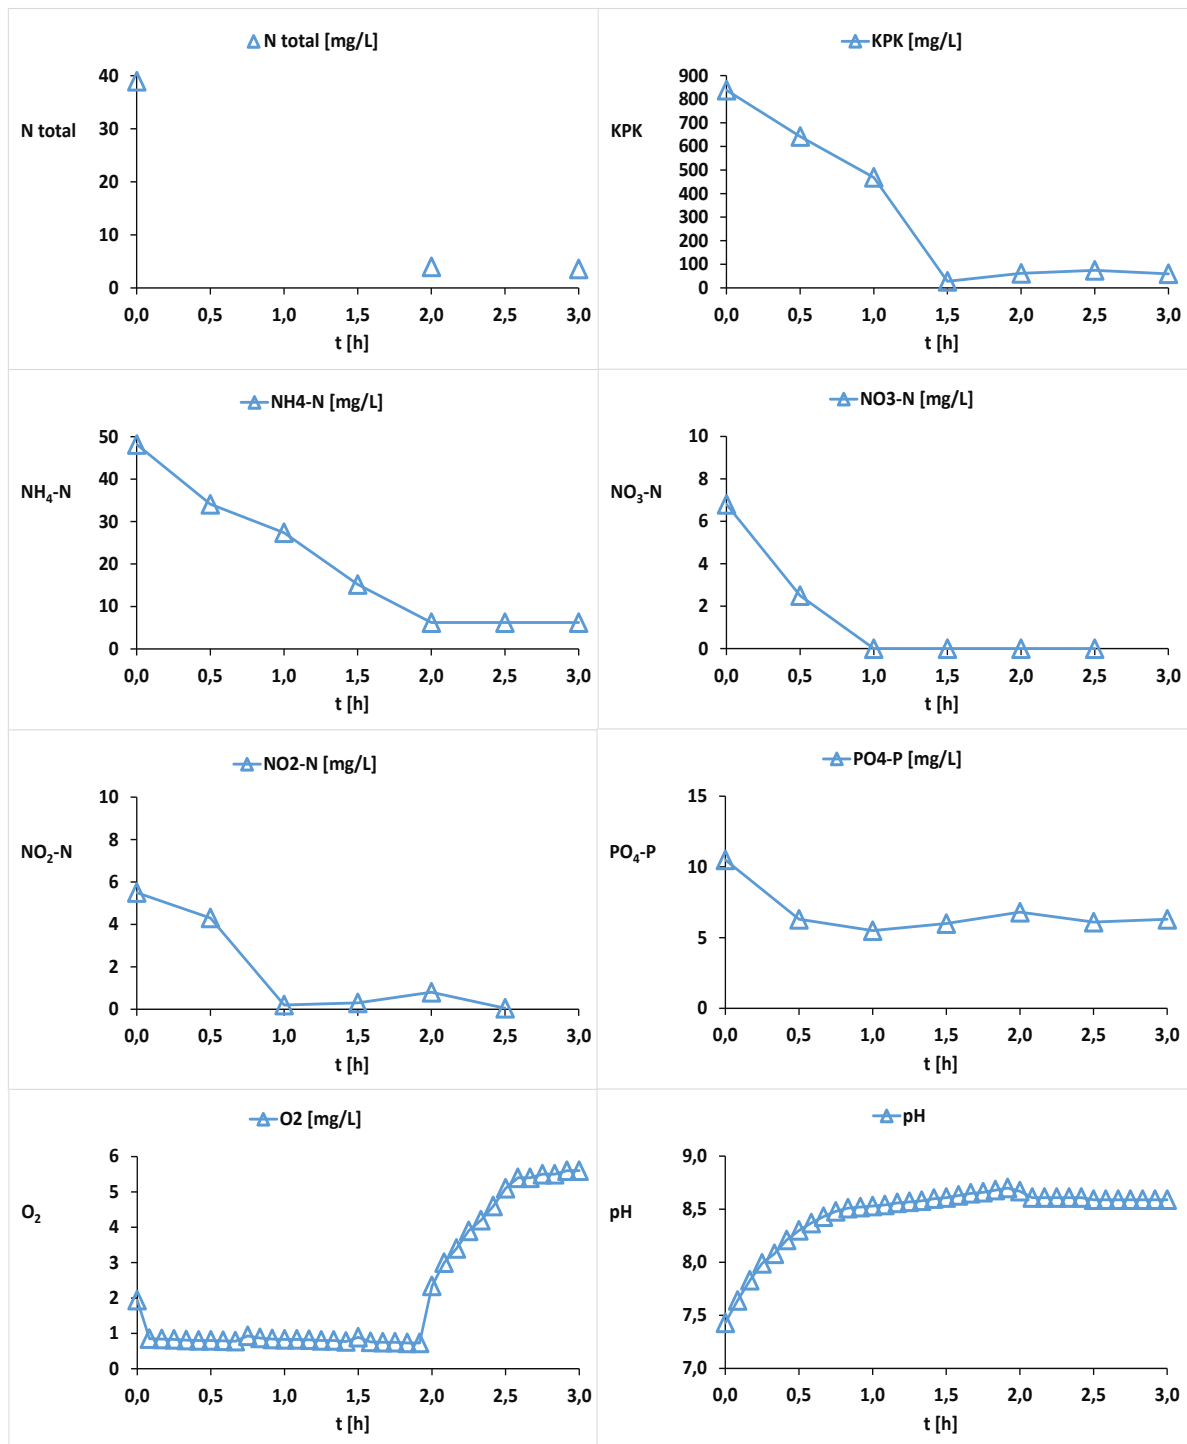 N total [mg/L]
40
30
20
10
0
N total
0,0 0,5 1,0 1,5 2,0 2,5 3,0
t [h]
KPK [mg/L]
900
800
700
600
500
400
300
200
100
0
KPK
0,0 0,5 1,0 1,5 2,0 2,5 3,0
t [h]
NH4-N [mg/L]
50
40
30
20
10
0
NH₄-N
0,0 0,5 1,0 1,5 2,0 2,5 3,0
t [h]
NO3-N [mg/L]
10
8
6
4
2
0
NO₃-N
0,0 0,5 1,0 1,5 2,0 2,5 3,0
t [h]
NO2-N [mg/L]
10
8
6
4
2
0
NO₂-N
0,0 0,5 1,0 1,5 2,0 2,5 3,0
t [h]
PO4-P [mg/L]
15
10
5
0
PO₄-P
0,0 0,5 1,0 1,5 2,0 2,5 3,0
t [h]
O2 [mg/L]
6
5
4
3
2
1
0
O₂
0,0 0,5 1,0 1,5 2,0 2,5 3,0
t [h]
pH
9,0
8,5
8,0
7,5
7,0
pH
0,0 0,5 1,0 1,5 2,0 2,5 3,0
t [h]